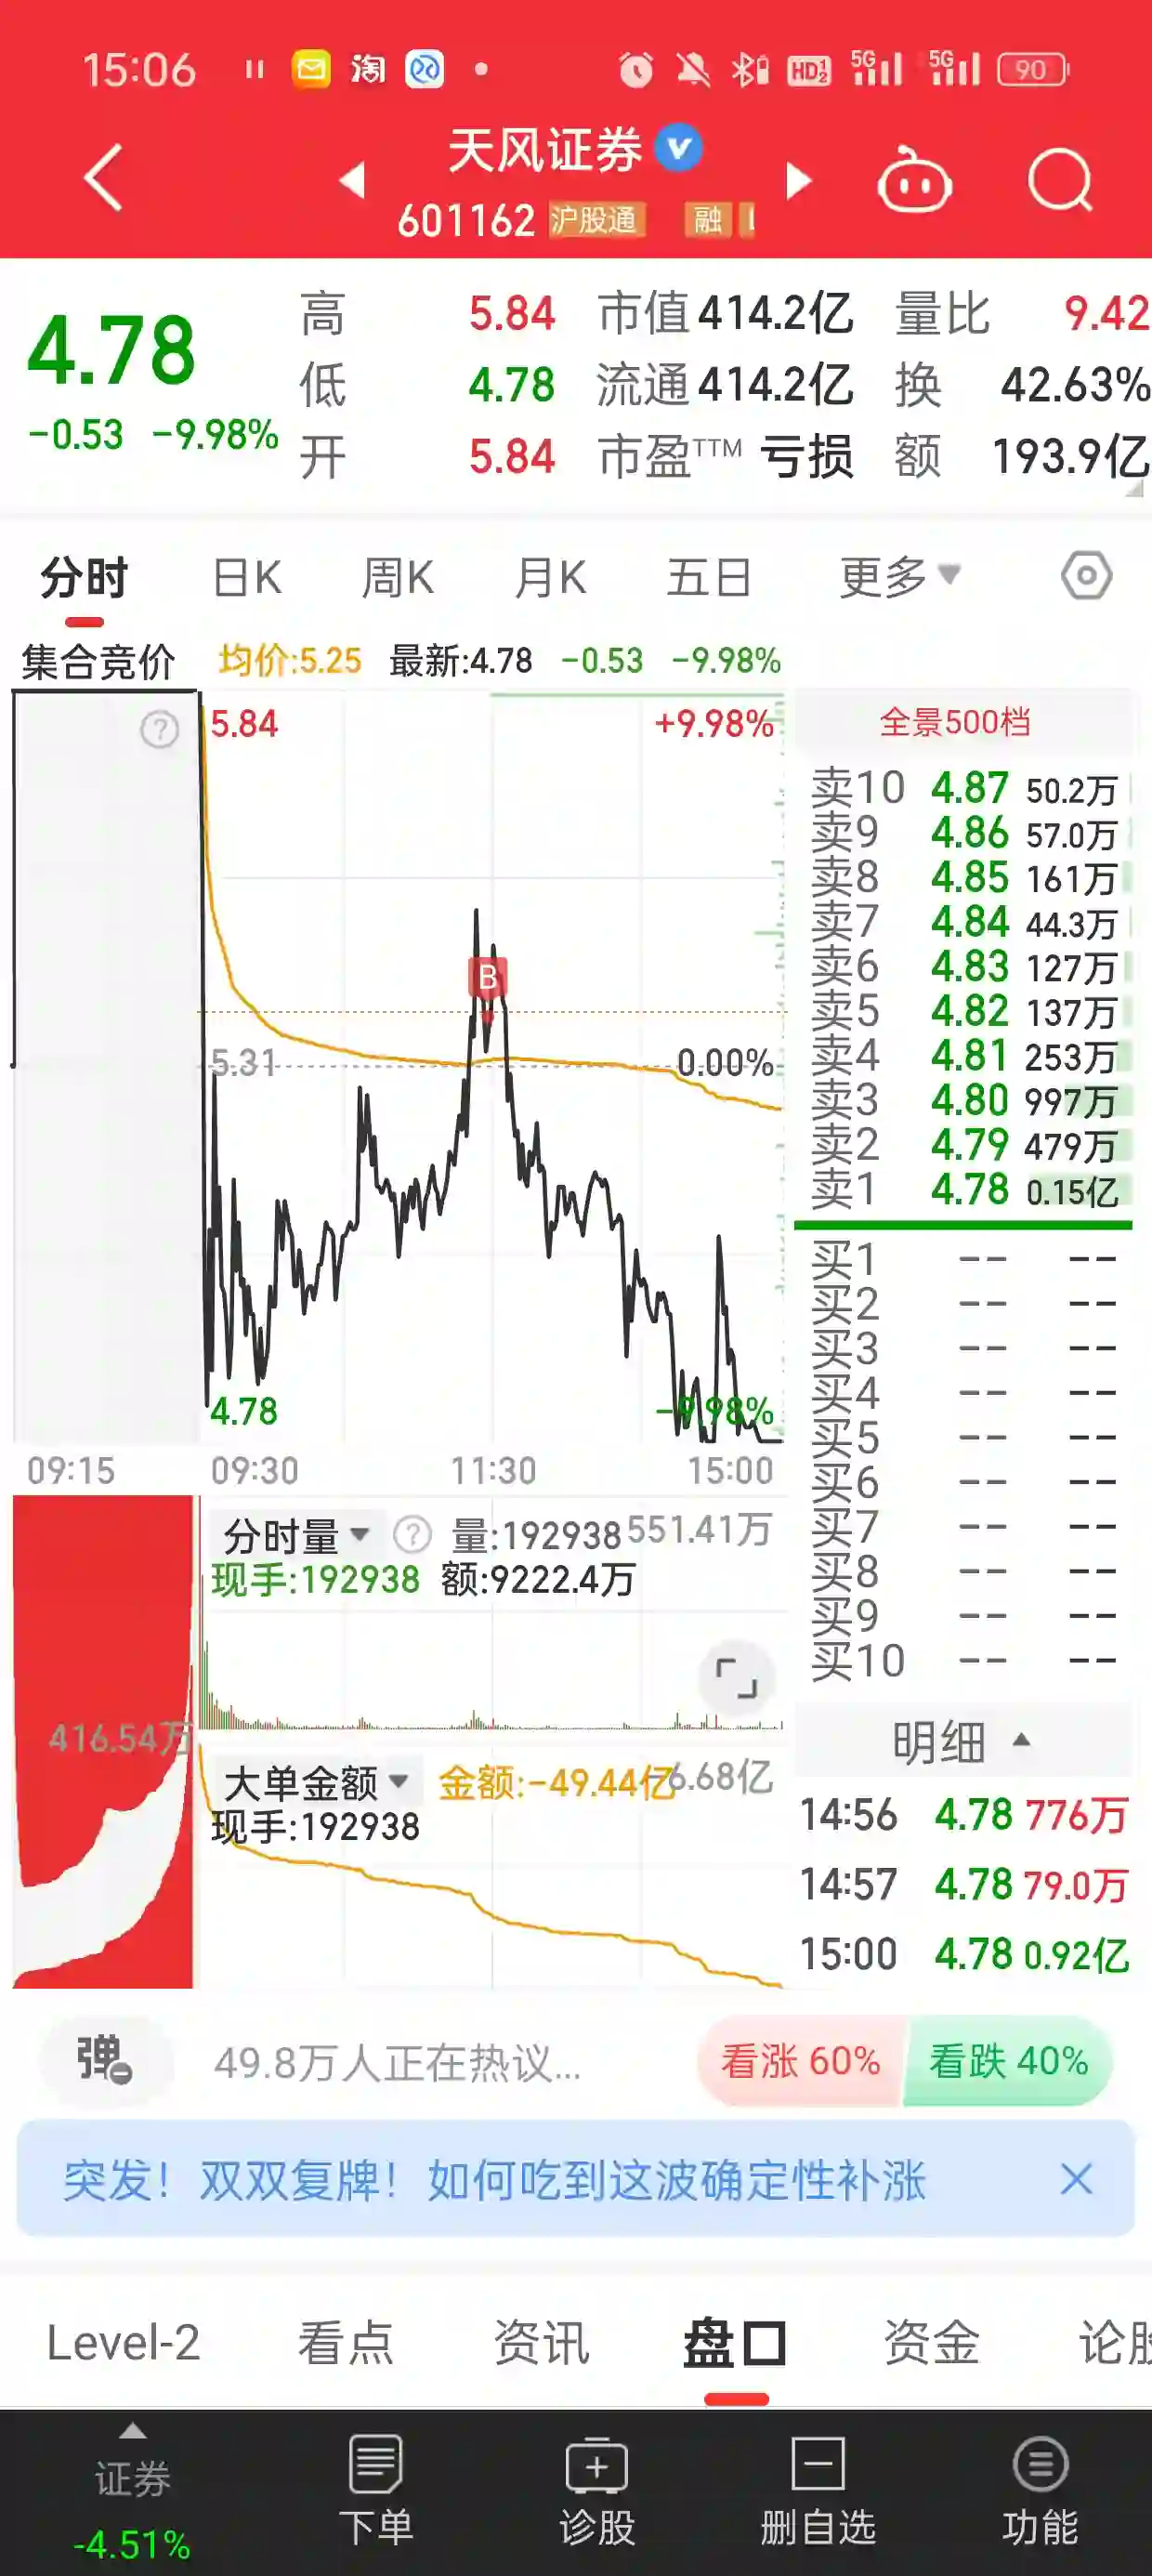 15:06 淘 HD 1 2 5G 5G 90
天风证券
601162 沪股通 融
4.78
-0.53 -9.98%
高 5.84 市值 414.2亿 量比 9.42
低 4.78 流通 414.2亿 换 42.63%
开 5.84 市盈TTM 亏损 额 193.9亿
分时 日K 周K 月K 五日 更多
集合竞价 均价:5.25 最新:4.78 -0.53 -9.98%
5.84 +9.98%
B
5.31 0.00%
4.78 -9.98%
09:15 09:30 11:30 15:00
全景500档
卖10 4.87 50.2万
卖9 4.86 57.0万
卖8 4.85 161万
卖7 4.84 44.3万
卖6 4.83 127万
卖5 4.82 137万
卖4 4.81 253万
卖3 4.80 997万
卖2 4.79 479万
卖1 4.78 0.15亿
买1 -- --
买2 -- --
买3 -- --
买4 -- --
买5 -- --
买6 -- --
买7 -- --
买8 -- --
买9 -- --
买10 -- --
分时量 ? 量:192938 551.41万
现手:192938 额:9222.4万
416.54万
大单金额 金额:-49.44亿 6.68亿
现手:192938
明细
14:56 4.78 776万
14:57 4.78 79.0万
15:00 4.78 0.92亿
弹 49.8万人正在热议... 看涨 60% 看跌 40%
突发！双双复牌！如何吃到这波确定性补涨
Level-2 看点 资讯 盘口 资金 论股
证券 下单 诊股 删自选 功能
-4.51%